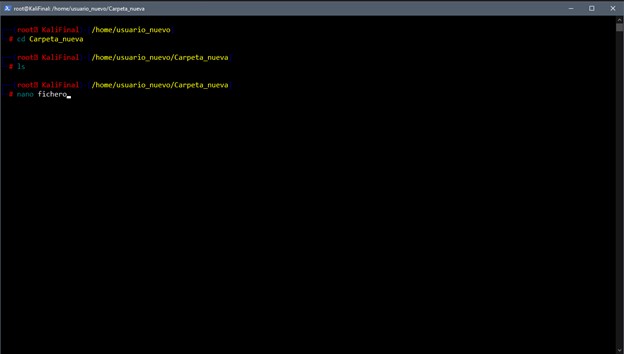 root@KaliFinal: /home/usuario_nuevo/Carpeta_nueva
root@ KaliFinal /home/usuario_nuevo
# cd Carpeta_nueva
root@ KaliFinal /home/usuario_nuevo/Carpeta_nueva
# ls
root@ KaliFinal /home/usuario_nuevo/Carpeta_nueva
# nano fichero